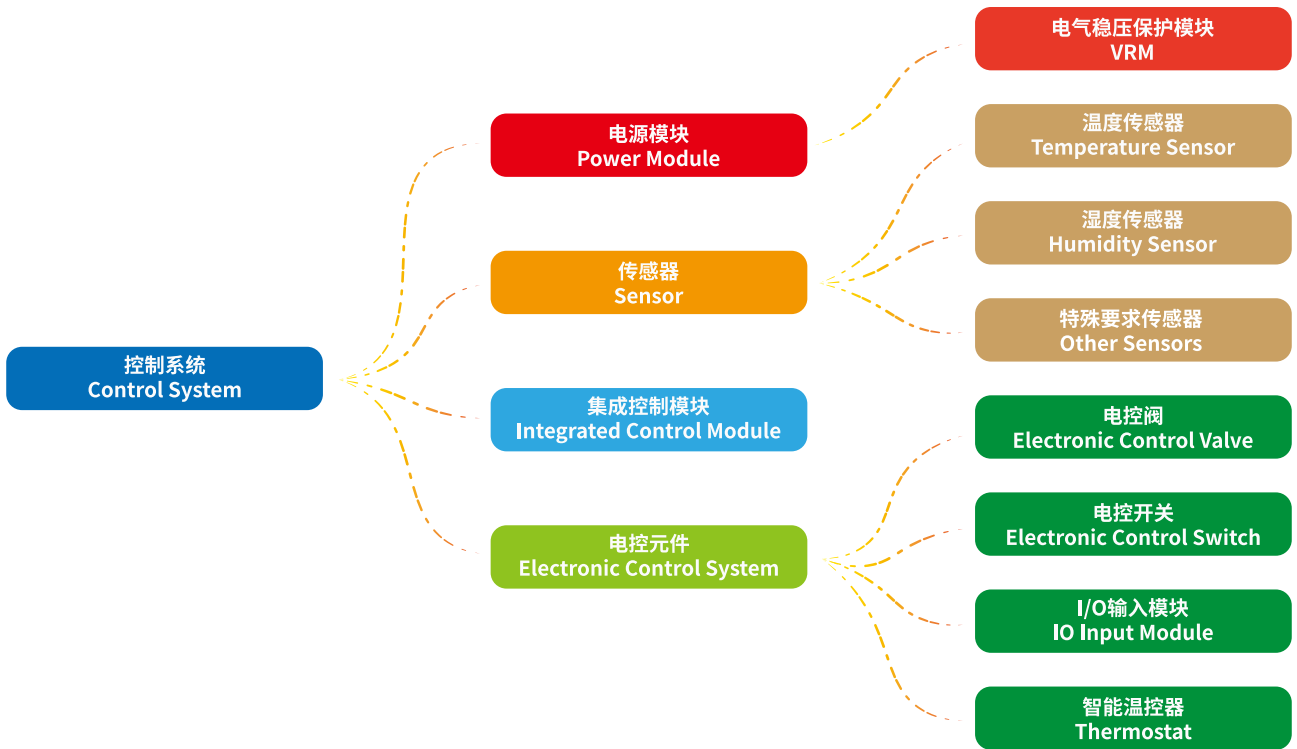 控制系统
Control System
电源模块
Power Module
传感器
Sensor
集成控制模块
Integrated Control Module
电控元件
Electronic Control System
电气稳压保护模块
VRM
温度传感器
Temperature Sensor
湿度传感器
Humidity Sensor
特殊要求传感器
Other Sensors
电控阀
Electronic Control Valve
电控开关
Electronic Control Switch
I/O输入模块
IO Input Module
智能温控器
Thermostat